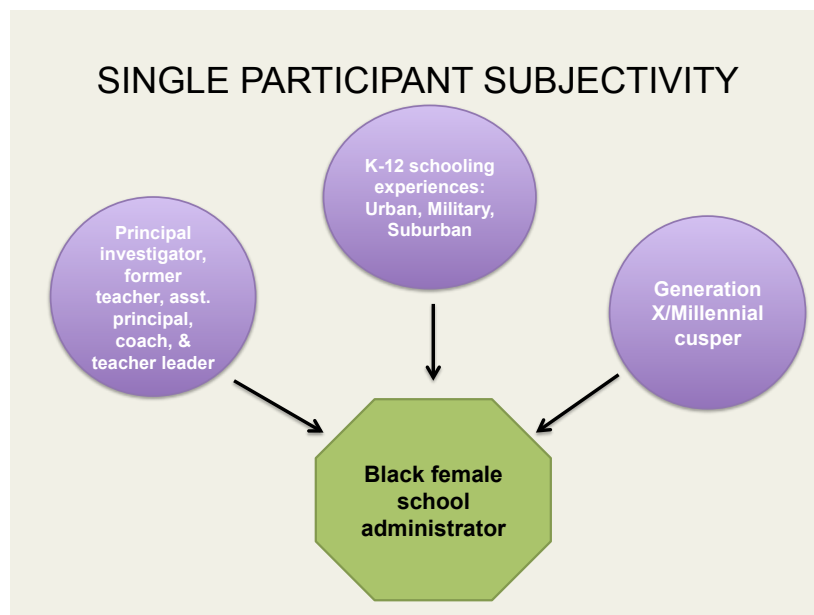 SINGLE PARTICIPANT SUBJECTIVITY
K-12 schooling
experiences:
Urban, Military,
Suburban
Principal
investigator,
former
teacher, asst.
principal,
coach, &
teacher leader
Generation
X/Millennial
cusper
Black female
school
administrator